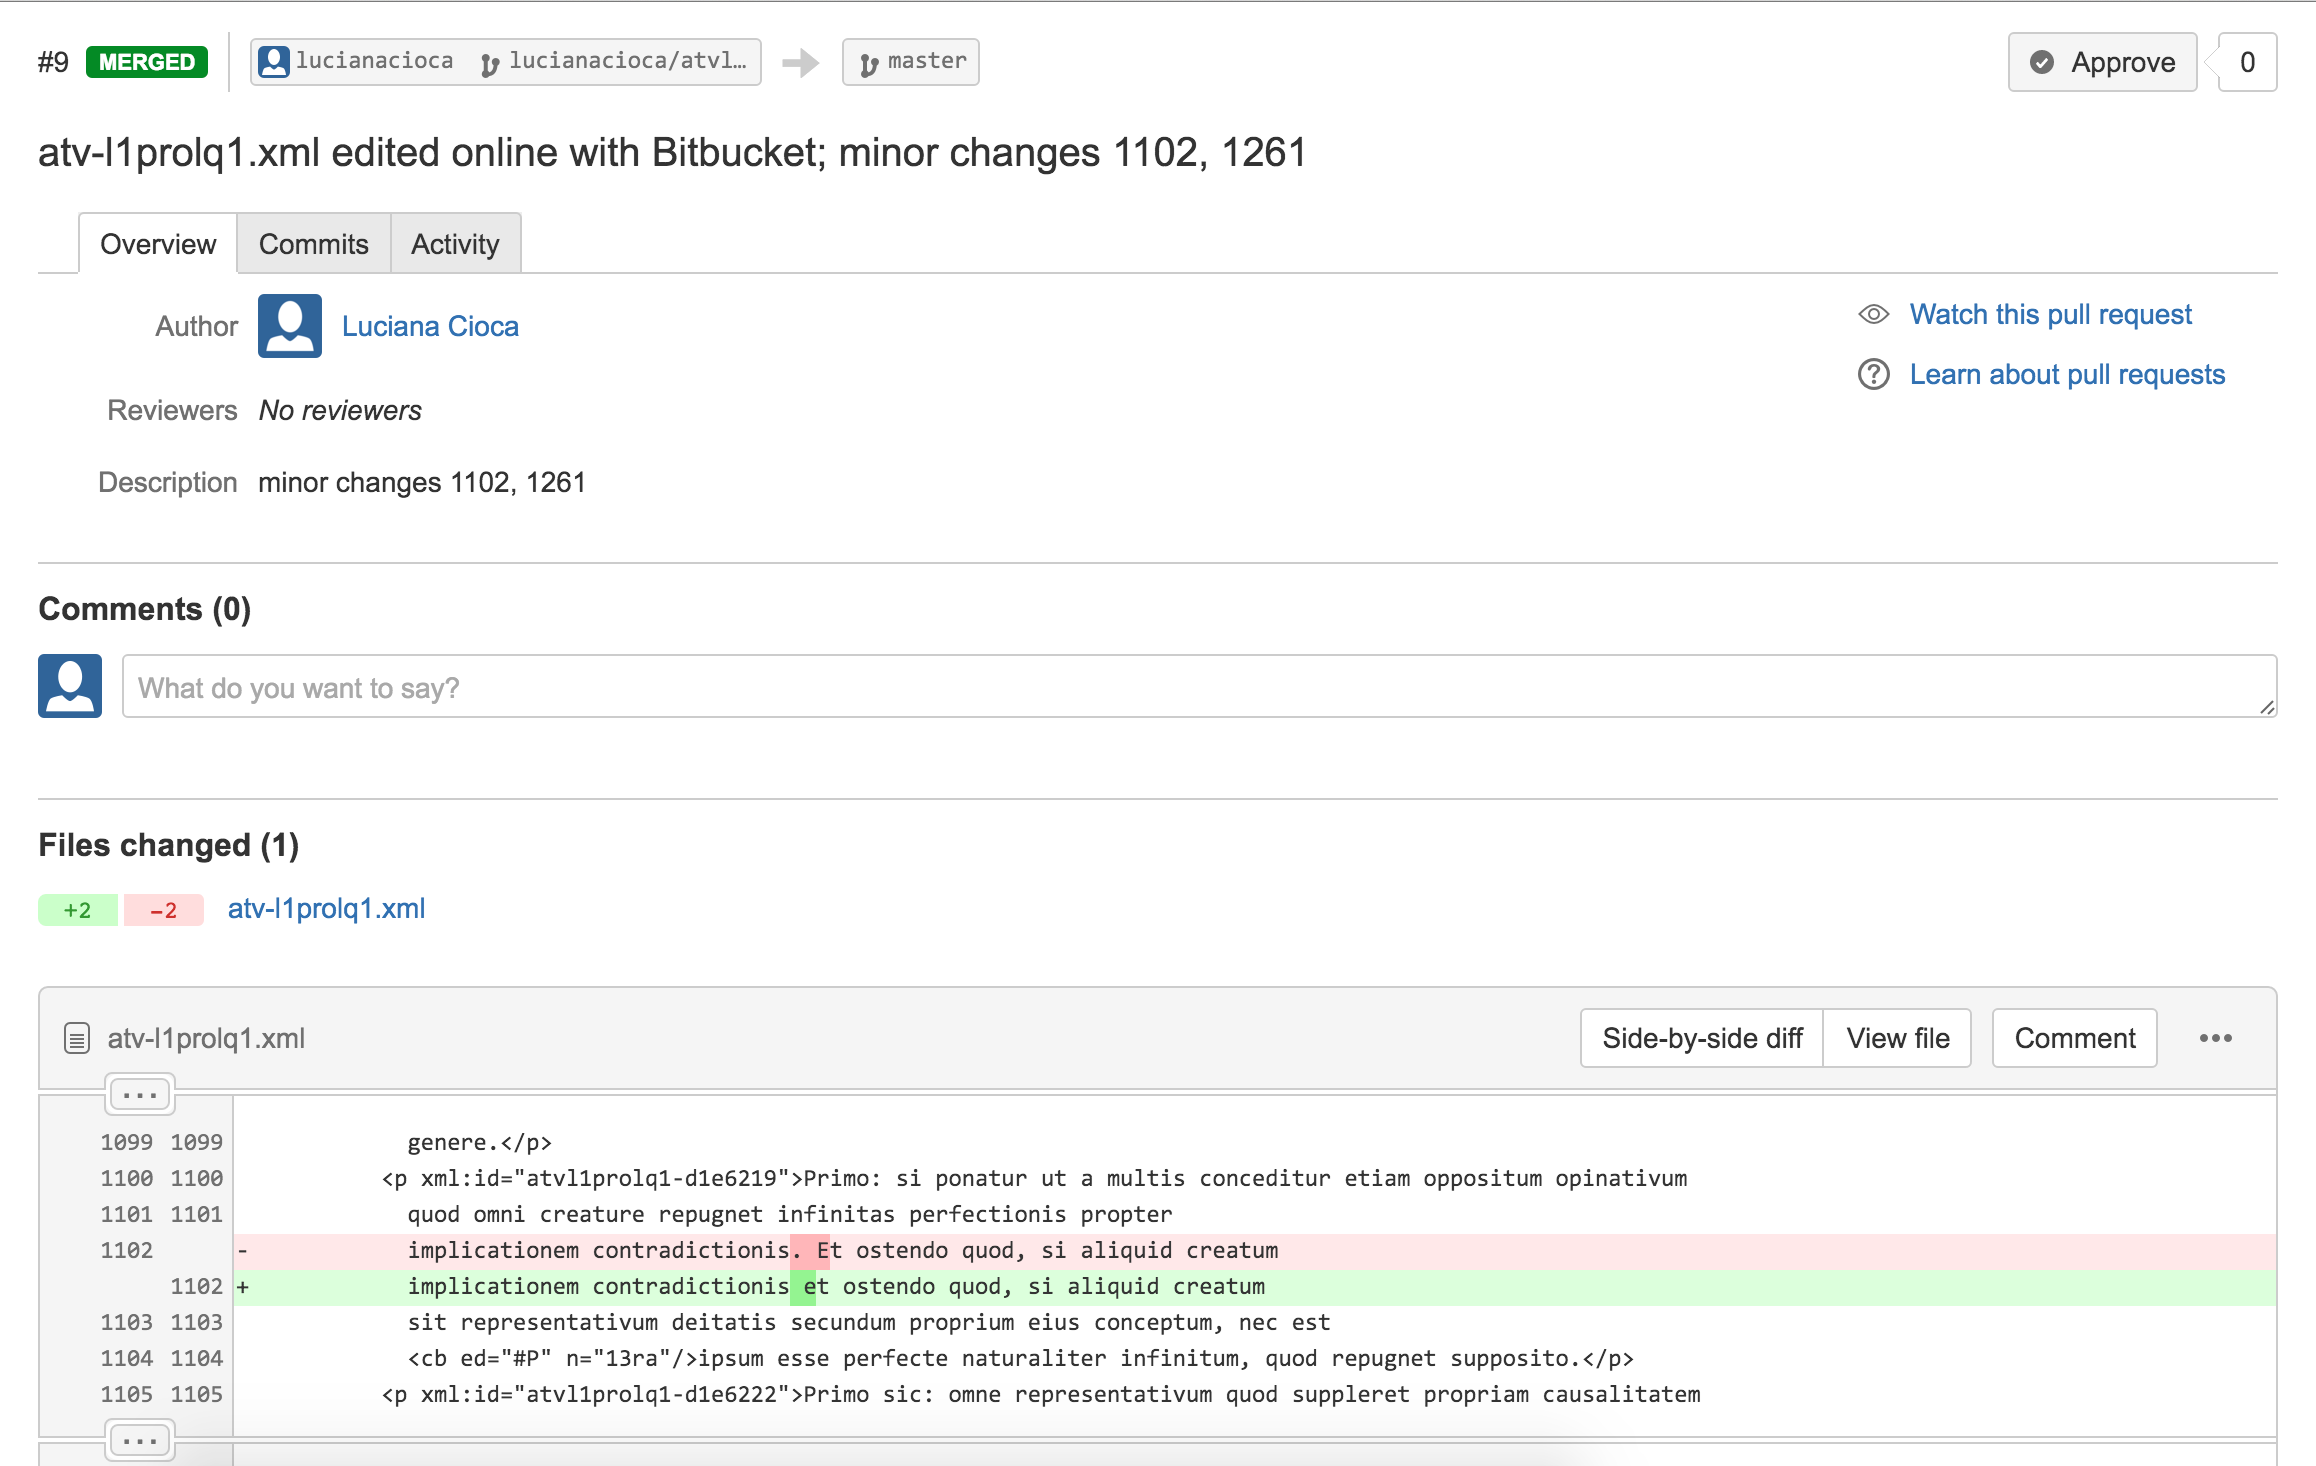 #9 MERGED lucianacioca lucianacioca/atvl... master Approve 0
atv-l1prolq1.xml edited online with Bitbucket; minor changes 1102, 1261
Overview Commits Activity
Author Luciana Cioca
Watch this pull request
Learn about pull requests
Reviewers No reviewers
Description minor changes 1102, 1261
Comments (0)
What do you want to say?
Files changed (1)
+2 −2 atv-l1prolq1.xml
atv-l1prolq1.xml Side-by-side diff View file Comment •••
...
1099 1099 genere.</p>
1100 1100 <p xml:id="atvl1prolq1-d1e6219">Primo: si ponatur ut a multis conceditur etiam oppositum opinativum
1101 1101 quod omni creature repugnet infinitas perfectionis propter
1102 - implicationem contradictionis. Et ostendo quod, si aliquid creatum
1102 + implicationem contradictionis et ostendo quod, si aliquid creatum
1103 1103 sit representativum deitatis secundum proprium eius conceptum, nec est
1104 1104 <cb ed="#P" n="13ra"/>ipsum esse perfecte naturaliter infinitum, quod repugnet supposito.</p>
1105 1105 <p xml:id="atvl1prolq1-d1e6222">Primo sic: omne representativum quod suppleret propriam causalitatem
...